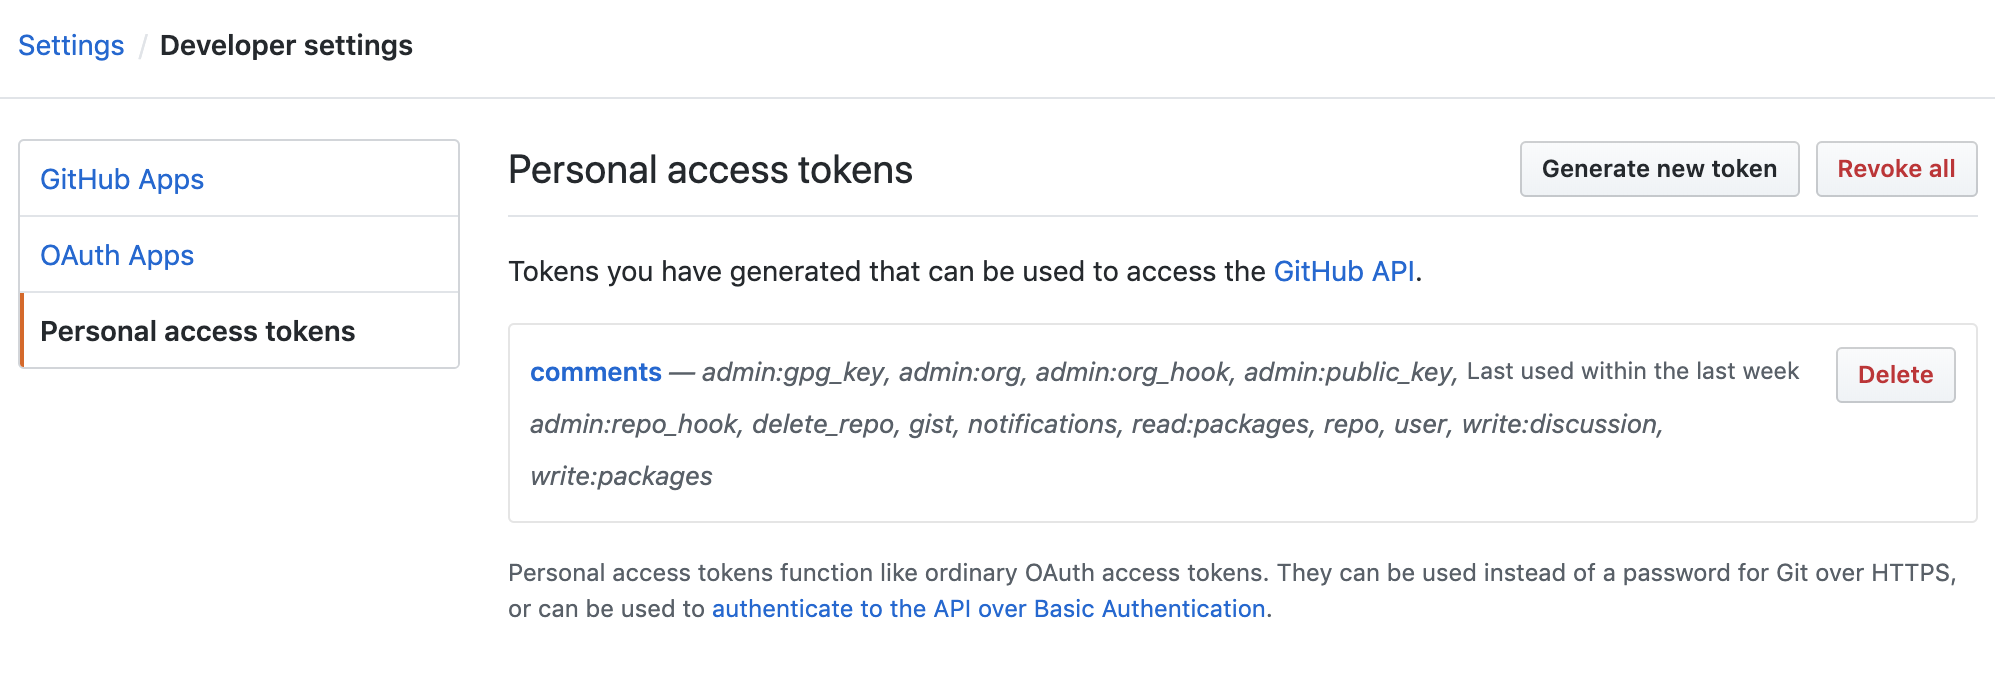 Settings / Developer settings
GitHub Apps
OAuth Apps
Personal access tokens
Personal access tokens
Generate new token
Revoke all
Tokens you have generated that can be used to access the GitHub API.
comments — admin:gpg_key, admin:org, admin:org_hook, admin:public_key, Last used within the last week
Delete
admin:repo_hook, delete_repo, gist, notifications, read:packages, repo, user, write:discussion,
write:packages
Personal access tokens function like ordinary OAuth access tokens. They can be used instead of a password for Git over HTTPS,
or can be used to authenticate to the API over Basic Authentication.